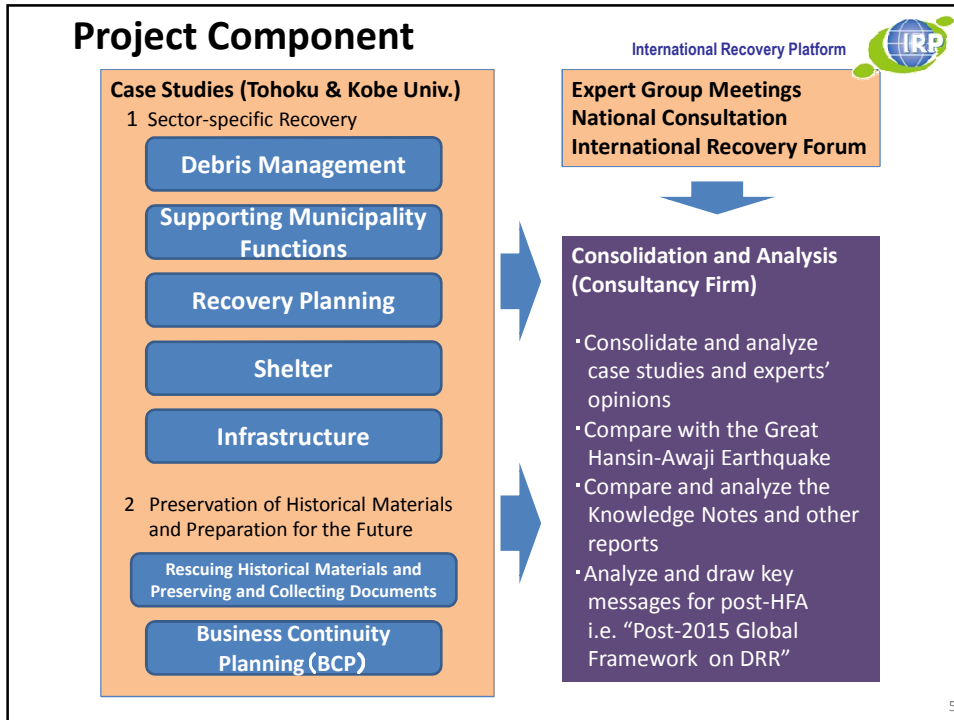 Project Component
International Recovery Platform
IRP
Case Studies (Tohoku & Kobe Univ.)
1 Sector-specific Recovery
Debris Management
Supporting Municipality
Functions
Recovery Planning
Shelter
Infrastructure
2 Preservation of Historical Materials
and Preparation for the Future
Rescuing Historical Materials and
Preserving and Collecting Documents
Business Continuity
Planning(BCP)
Expert Group Meetings
National Consultation
International Recovery Forum
Consolidation and Analysis
(Consultancy Firm)
・Consolidate and analyze
case studies and experts’
opinions
・Compare with the Great
Hansin-Awaji Earthquake
・Compare and analyze the
Knowledge Notes and other
reports
・Analyze and draw key
messages for post-HFA
i.e. “Post-2015 Global
Framework on DRR”
5